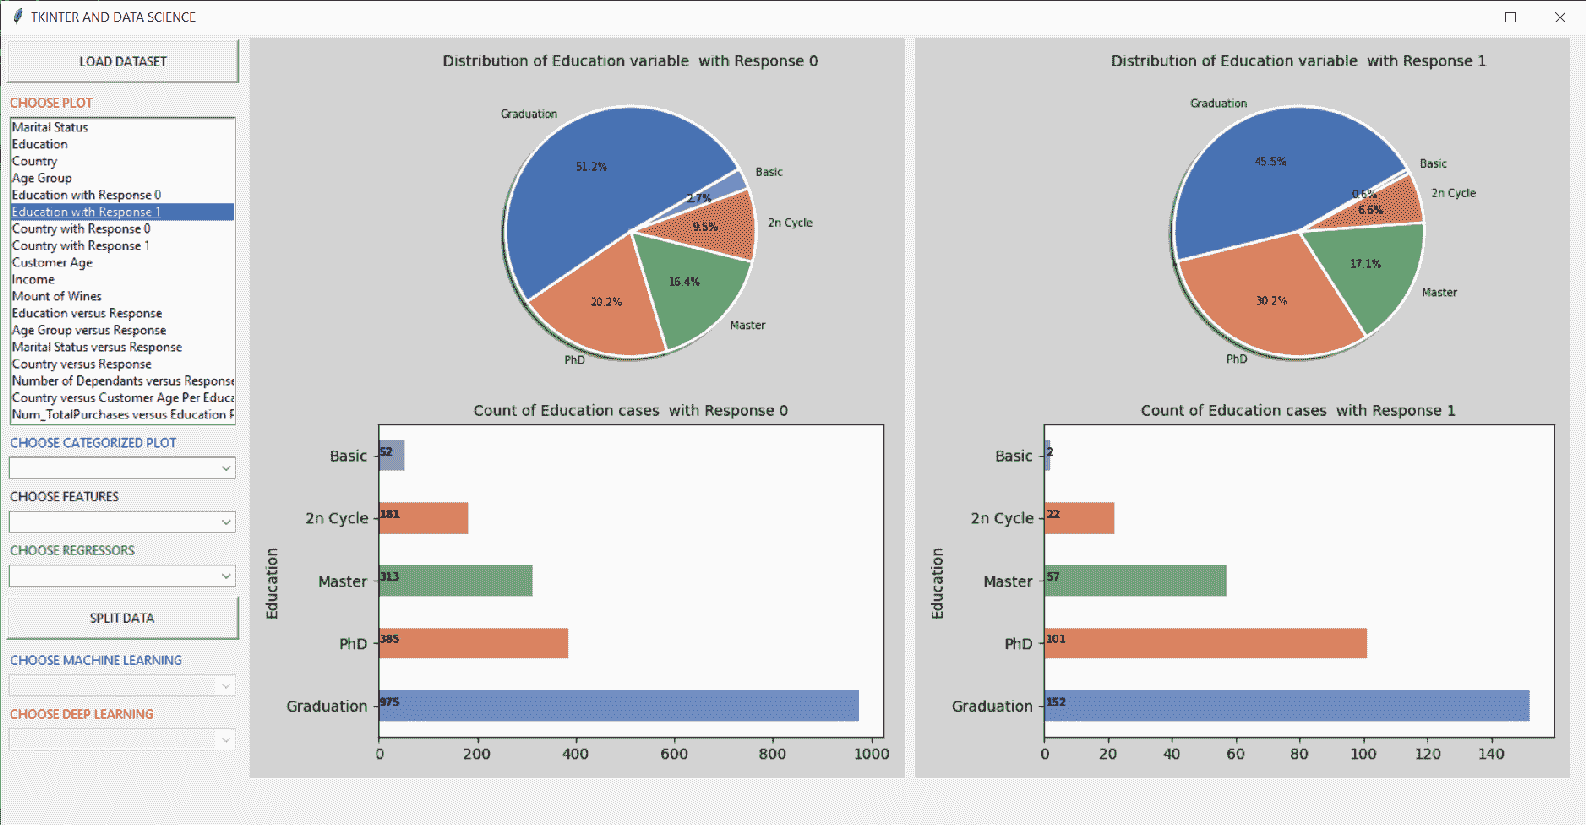 TKINTER AND DATA SCIENCE
LOAD DATASET
CHOOSE PLOT
Marital Status
Education
Country
Age Group
Education with Response 0
Education with Response 1
Country with Response 0
Country with Response 1
Customer Age
Income
Mount of Wines
Education versus Response
Age Group versus Response
Marital Status versus Response
Country versus Response
Number of Dependants versus Response
Country versus Customer Age Per Educa
Num_TotalPurchases versus Education P
CHOOSE CATEGORIZED PLOT
CHOOSE FEATURES
CHOOSE REGRESSORS
SPLIT DATA
CHOOSE MACHINE LEARNING
CHOOSE DEEP LEARNING
Distribution of Education variable with Response 0
Graduation
51.2%
Basic
2.7%
2n Cycle
9.5%
16.4%
Master
20.2%
PhD
Count of Education cases with Response 0
Education
Basic
52
2n Cycle
181
Master
313
PhD
385
Graduation
975
0 200 400 600 800 1000
Distribution of Education variable with Response 1
Graduation
45.5%
Basic
0.6%
2n Cycle
6.6%
17.1%
Master
30.2%
PhD
Count of Education cases with Response 1
Education
Basic
2
2n Cycle
22
Master
57
PhD
101
Graduation
152
0 20 40 60 80 100 120 140